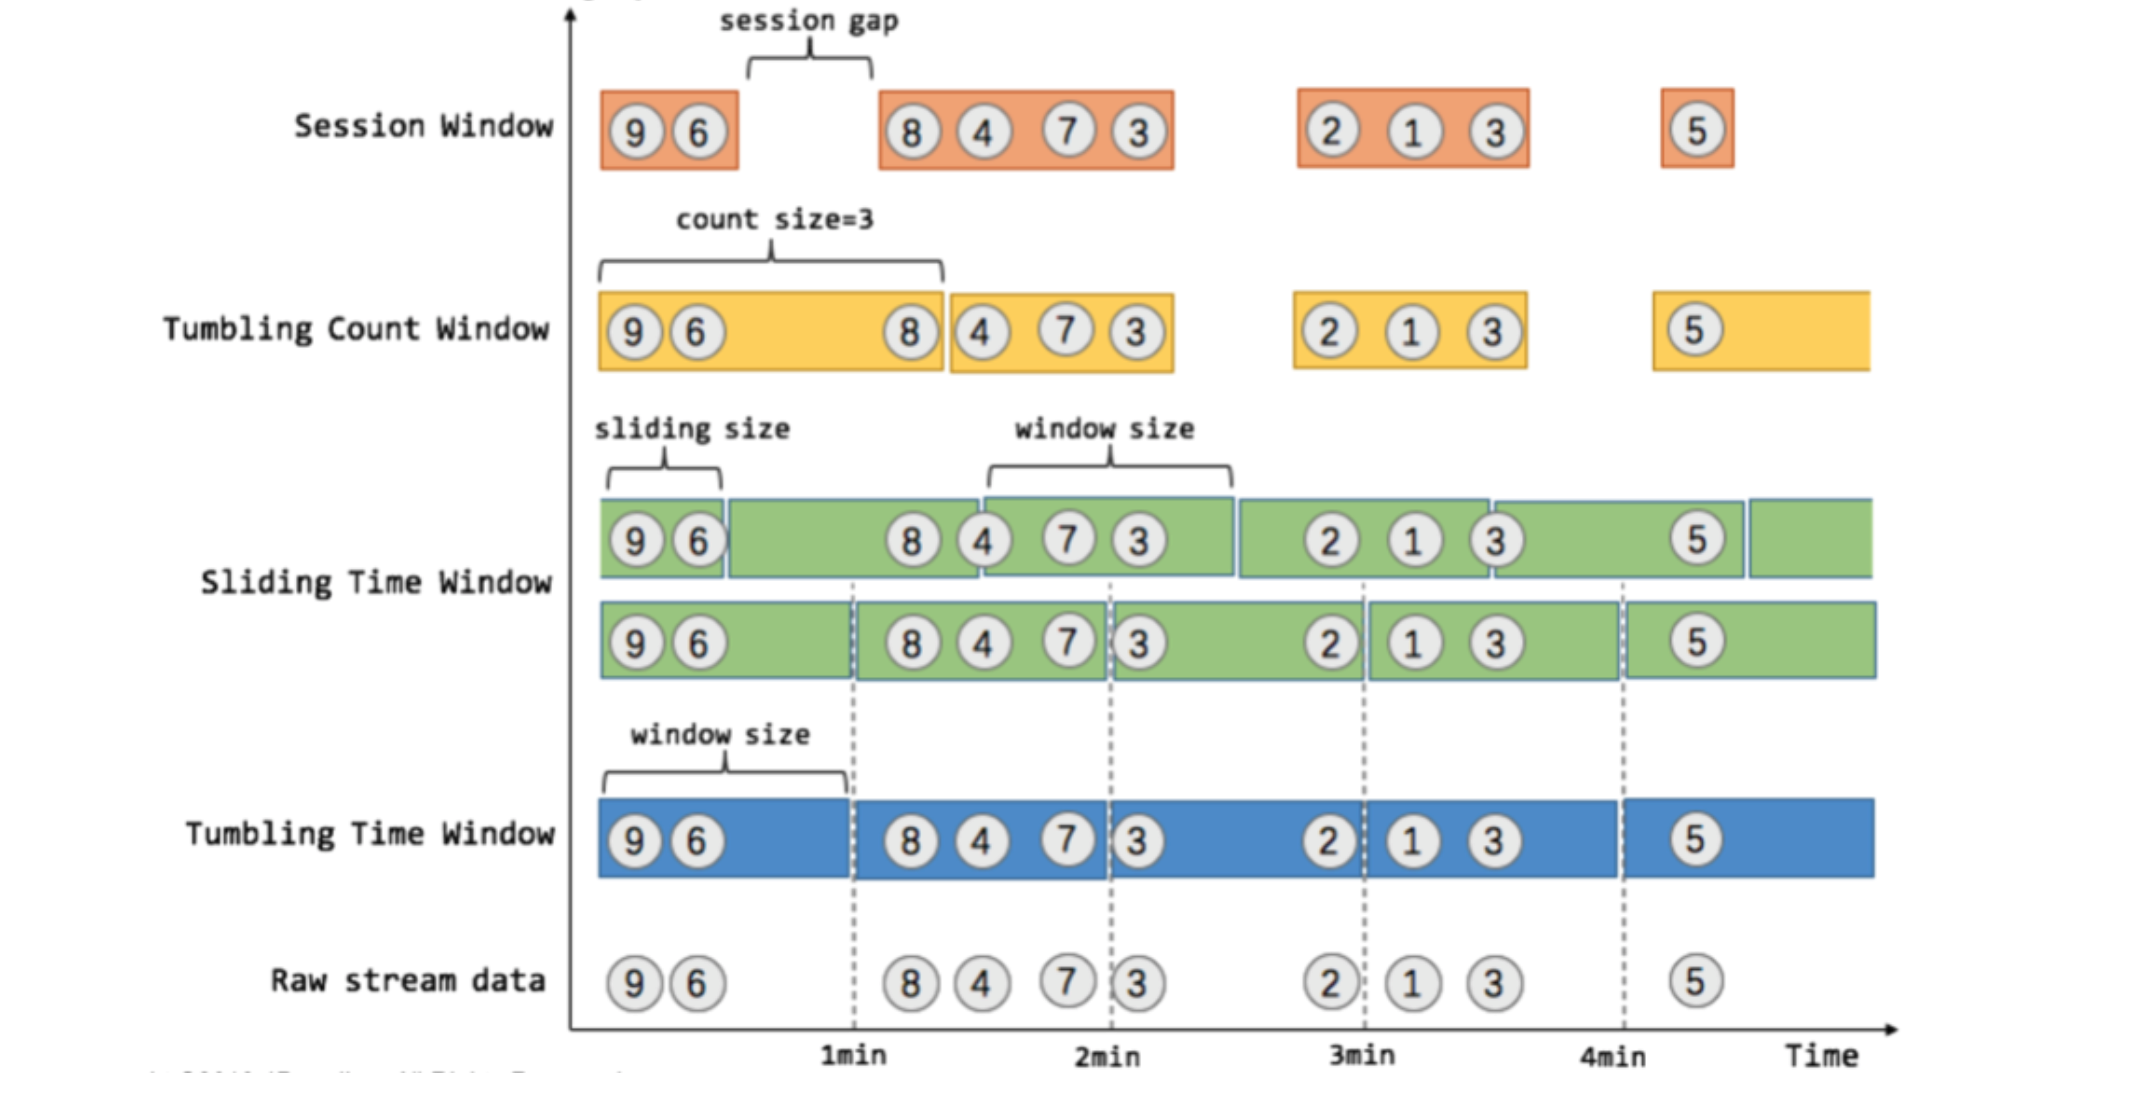 session gap
Session Window
9 6 8 4 7 3 2 1 3 5
count size=3
Tumbling Count Window
9 6 8 4 7 3 2 1 3 5
sliding size window size
9 6 8 4 7 3 2 1 3 5
Sliding Time Window
9 6 8 4 7 3 2 1 3 5
window size
Tumbling Time Window
9 6 8 4 7 3 2 1 3 5
Raw stream data
9 6 8 4 7 3 2 1 3 5
1min 2min 3min 4min Time